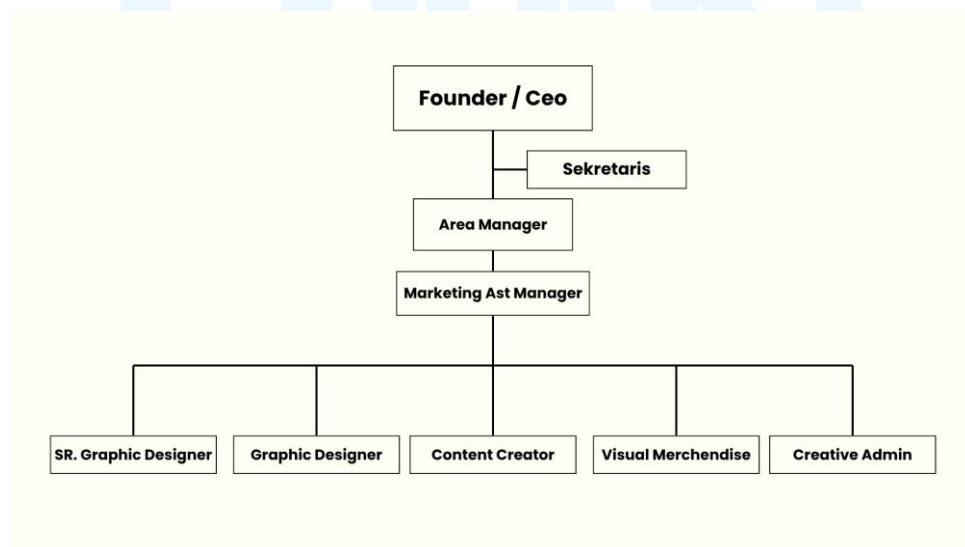 Founder / Ceo
Sekretaris
Area Manager
Marketing Ast Manager
SR. Graphic Designer
Graphic Designer
Content Creator
Visual Merchendise
Creative Admin